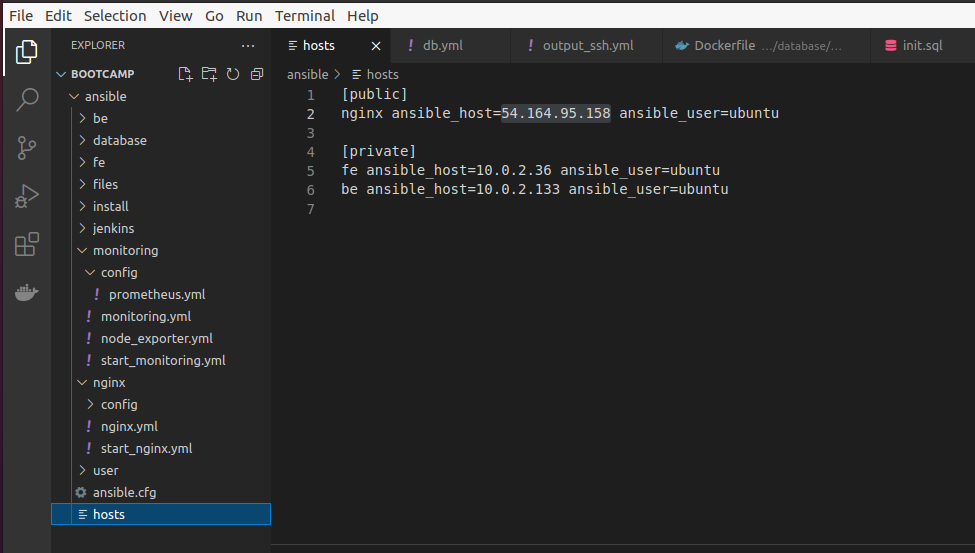 File Edit Selection View Go Run Terminal Help
EXPLORER ...
hosts
db.yml
output_ssh.yml
Dockerfile .../database/...
init.sql
BOOTCAMP
ansible
be
database
fe
files
install
jenkins
monitoring
config
prometheus.yml
monitoring.yml
node_exporter.yml
start_monitoring.yml
nginx
config
nginx.yml
start_nginx.yml
user
ansible.cfg
hosts
ansible > hosts
1 [public]
2 nginx ansible_host=54.164.95.158 ansible_user=ubuntu
3
4 [private]
5 fe ansible_host=10.0.2.36 ansible_user=ubuntu
6 be ansible_host=10.0.2.133 ansible_user=ubuntu
7